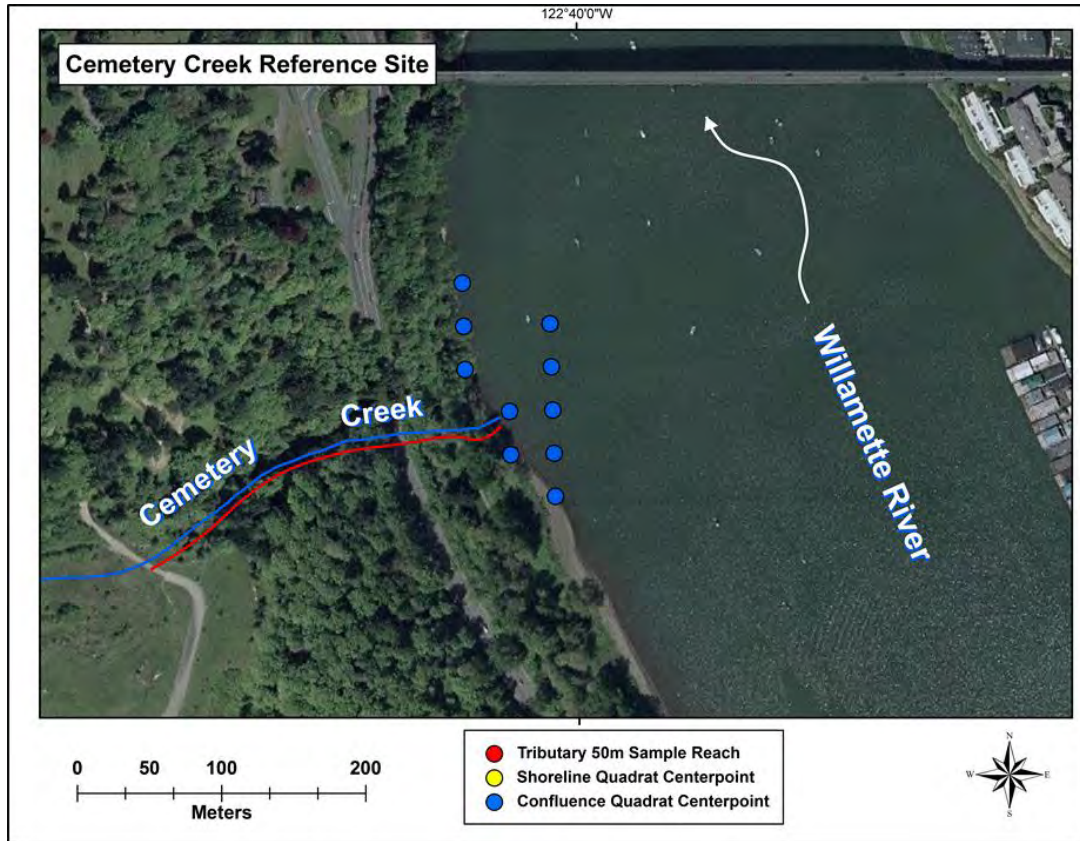 122°40'0"W
Cemetery Creek Reference Site
Willamette River
Cemetery Creek
0 50 100 200
Meters
Tributary 50m Sample Reach
Shoreline Quadrat Centerpoint
Confluence Quadrat Centerpoint
N
W E
S